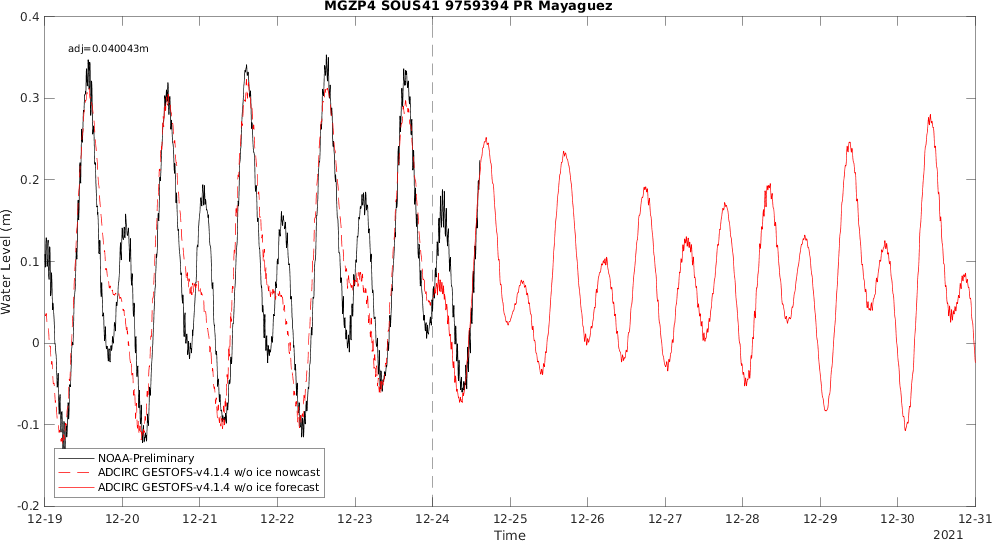 MGZP4 SOUS41 9759394 PR Mayaguez
adj=0.040043m
0.4
0.3
0.2
0.1
0
-0.1
-0.2
Water Level (m)
NOAA-Preliminary
ADCIRC GESTOFS-v4.1.4 w/o ice nowcast
ADCIRC GESTOFS-v4.1.4 w/o ice forecast
12-19 12-20 12-21 12-22 12-23 12-24 12-25 12-26 12-27 12-28 12-29 12-30 12-31
Time
2021